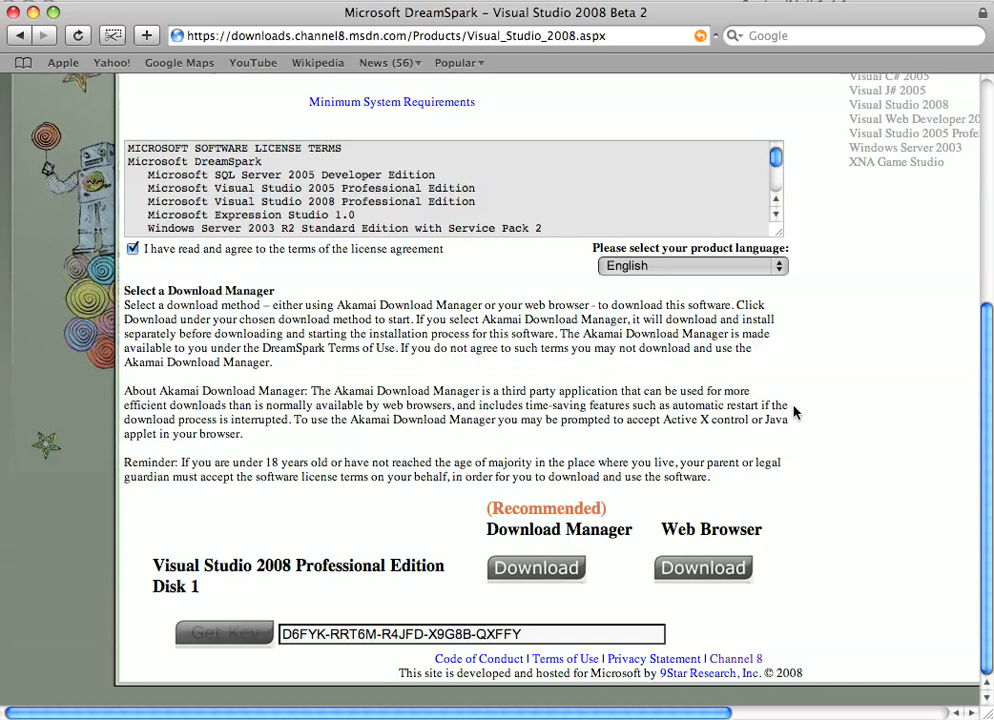 Microsoft DreamSpark – Visual Studio 2008 Beta 2
https://downloads.channel8.msdn.com/Products/Visual_Studio_2008.aspx
Google
Apple Yahoo! Google Maps YouTube Wikipedia News (56) Popular
Visual C# 2005
Visual J# 2005
Visual Studio 2008
Visual Web Developer 20
Visual Studio 2005 Profe
Windows Server 2003
XNA Game Studio
Minimum System Requirements
MICROSOFT SOFTWARE LICENSE TERMS
Microsoft DreamSpark
Microsoft SQL Server 2005 Developer Edition
Microsoft Visual Studio 2005 Professional Edition
Microsoft Visual Studio 2008 Professional Edition
Microsoft Expression Studio 1.0
Windows Server 2003 R2 Standard Edition with Service Pack 2
I have read and agree to the terms of the license agreement
Please select your product language:
English
Select a Download Manager
Select a download method – either using Akamai Download Manager or your web browser - to download this software. Click
Download under your chosen download method to start. If you select Akamai Download Manager, it will download and install
separately before downloading and starting the installation process for this software. The Akamai Download Manager is made
available to you under the DreamSpark Terms of Use. If you do not agree to such terms you may not download and use the
Akamai Download Manager.
About Akamai Download Manager: The Akamai Download Manager is a third party application that can be used for more
efficient downloads than is normally available by web browsers, and includes time-saving features such as automatic restart if the
download process is interrupted. To use the Akamai Download Manager you may be prompted to accept Active X control or Java
applet in your browser.
Reminder: If you are under 18 years old or have not reached the age of majority in the place where you live, your parent or legal
guardian must accept the software license terms on your behalf, in order for you to download and use the software.
(Recommended)
Download Manager Web Browser
Visual Studio 2008 Professional Edition
Disk 1
Download Download
Get Key D6FYK-RRT6M-R4JFD-X9G8B-QXFFY
Code of Conduct | Terms of Use | Privacy Statement | Channel 8
This site is developed and hosted for Microsoft by 9Star Research, Inc. © 2008